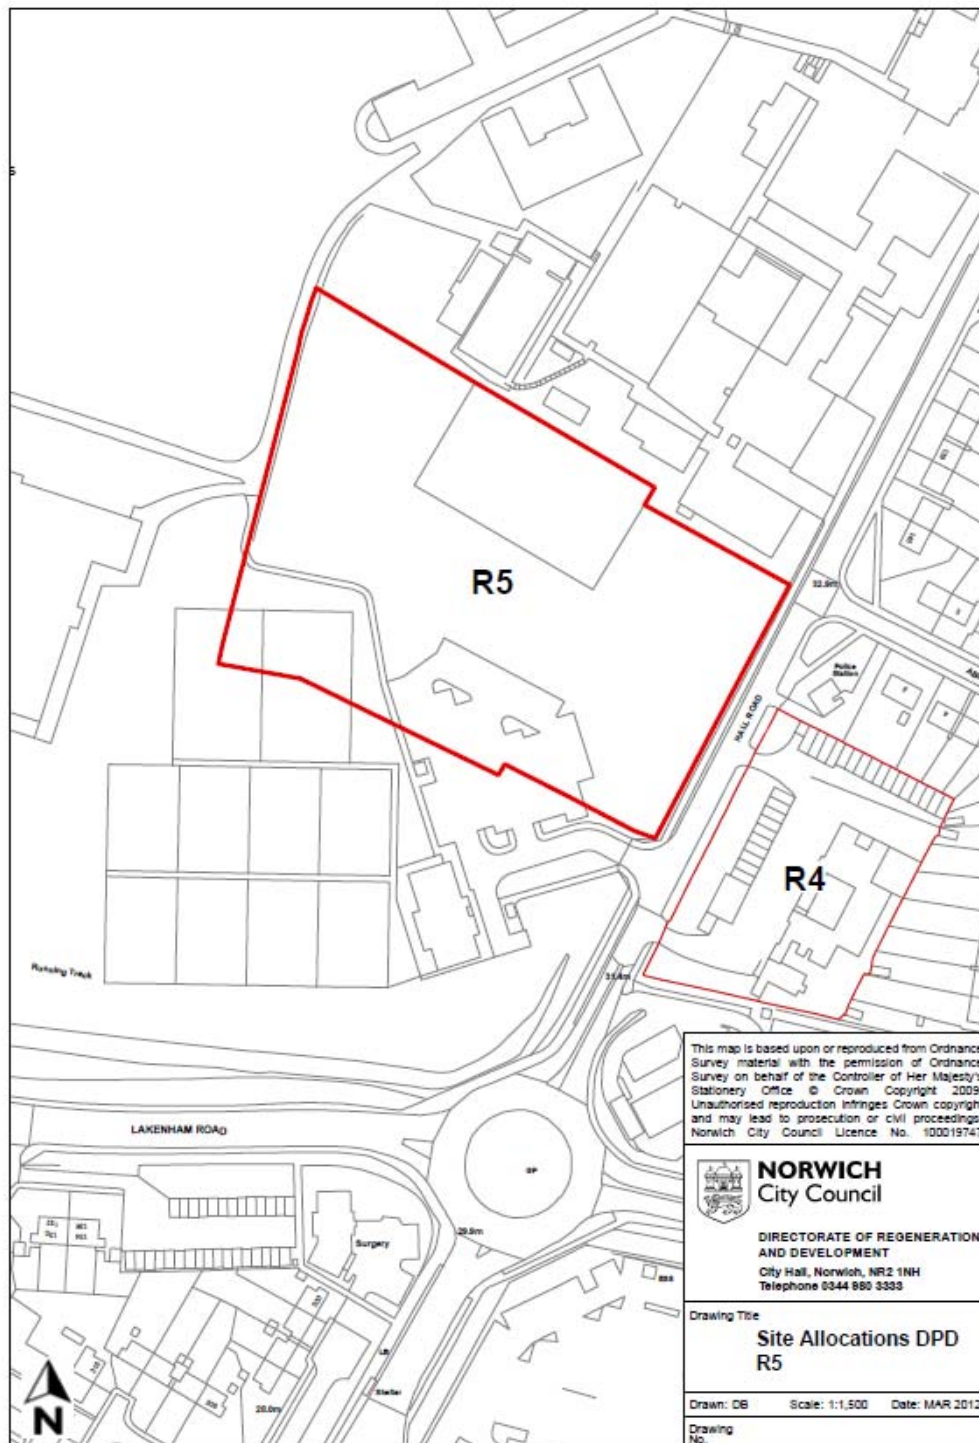 R5
32.9m
Police
Station
HALL ROAD
R4
Running Track
31.4m
LAKENHAM ROAD
Surgery
29.9m
LB
Shelter
28.0m
N
This map is based upon or reproduced from Ordnance
Survey material with the permission of Ordnance
Survey on behalf of the Controller of Her Majesty's
Stationery Office © Crown Copyright 2009
Unauthorised reproduction infringes Crown copyright
and may lead to prosecution or civil proceedings
Norwich City Council Licence No. 100019747
NORWICH
City Council
DIRECTORATE OF REGENERATION
AND DEVELOPMENT
City Hall, Norwich, NR2 1NH
Telephone 0344 980 3333
Drawing Title
Site Allocations DPD
R5
Drawn: DB Scale: 1:1,500 Date: MAR 2012
Drawing
No.